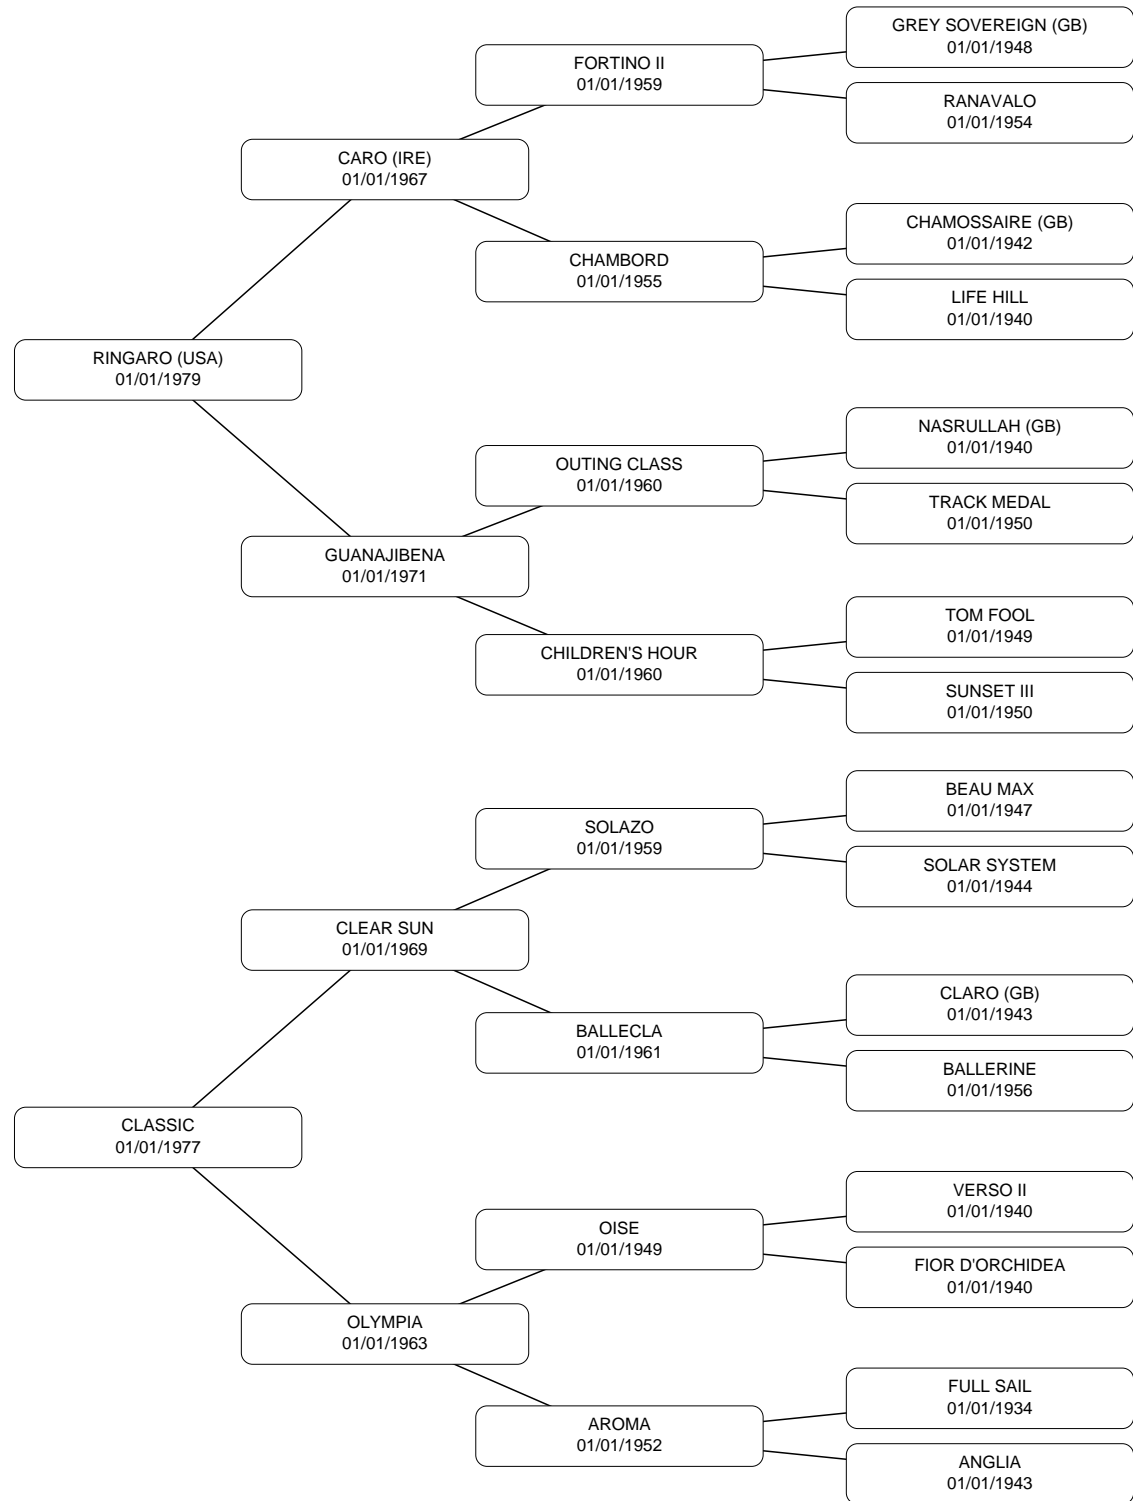 GREY SOVEREIGN (GB)
01/01/1948
FORTINO II
01/01/1959
RANAVALO
01/01/1954
CARO (IRE)
01/01/1967
CHAMOSSAIRE (GB)
01/01/1942
CHAMBORD
01/01/1955
LIFE HILL
01/01/1940
RINGARO (USA)
01/01/1979
NASRULLAH (GB)
01/01/1940
OUTING CLASS
01/01/1960
TRACK MEDAL
01/01/1950
GUANAJIBENA
01/01/1971
TOM FOOL
01/01/1949
CHILDREN'S HOUR
01/01/1960
SUNSET III
01/01/1950
BEAU MAX
01/01/1947
SOLAZO
01/01/1959
SOLAR SYSTEM
01/01/1944
CLEAR SUN
01/01/1969
CLARO (GB)
01/01/1943
BALLECLA
01/01/1961
BALLERINE
01/01/1956
CLASSIC
01/01/1977
VERSO II
01/01/1940
OISE
01/01/1949
FIOR D'ORCHIDEA
01/01/1940
OLYMPIA
01/01/1963
FULL SAIL
01/01/1934
AROMA
01/01/1952
ANGLIA
01/01/1943